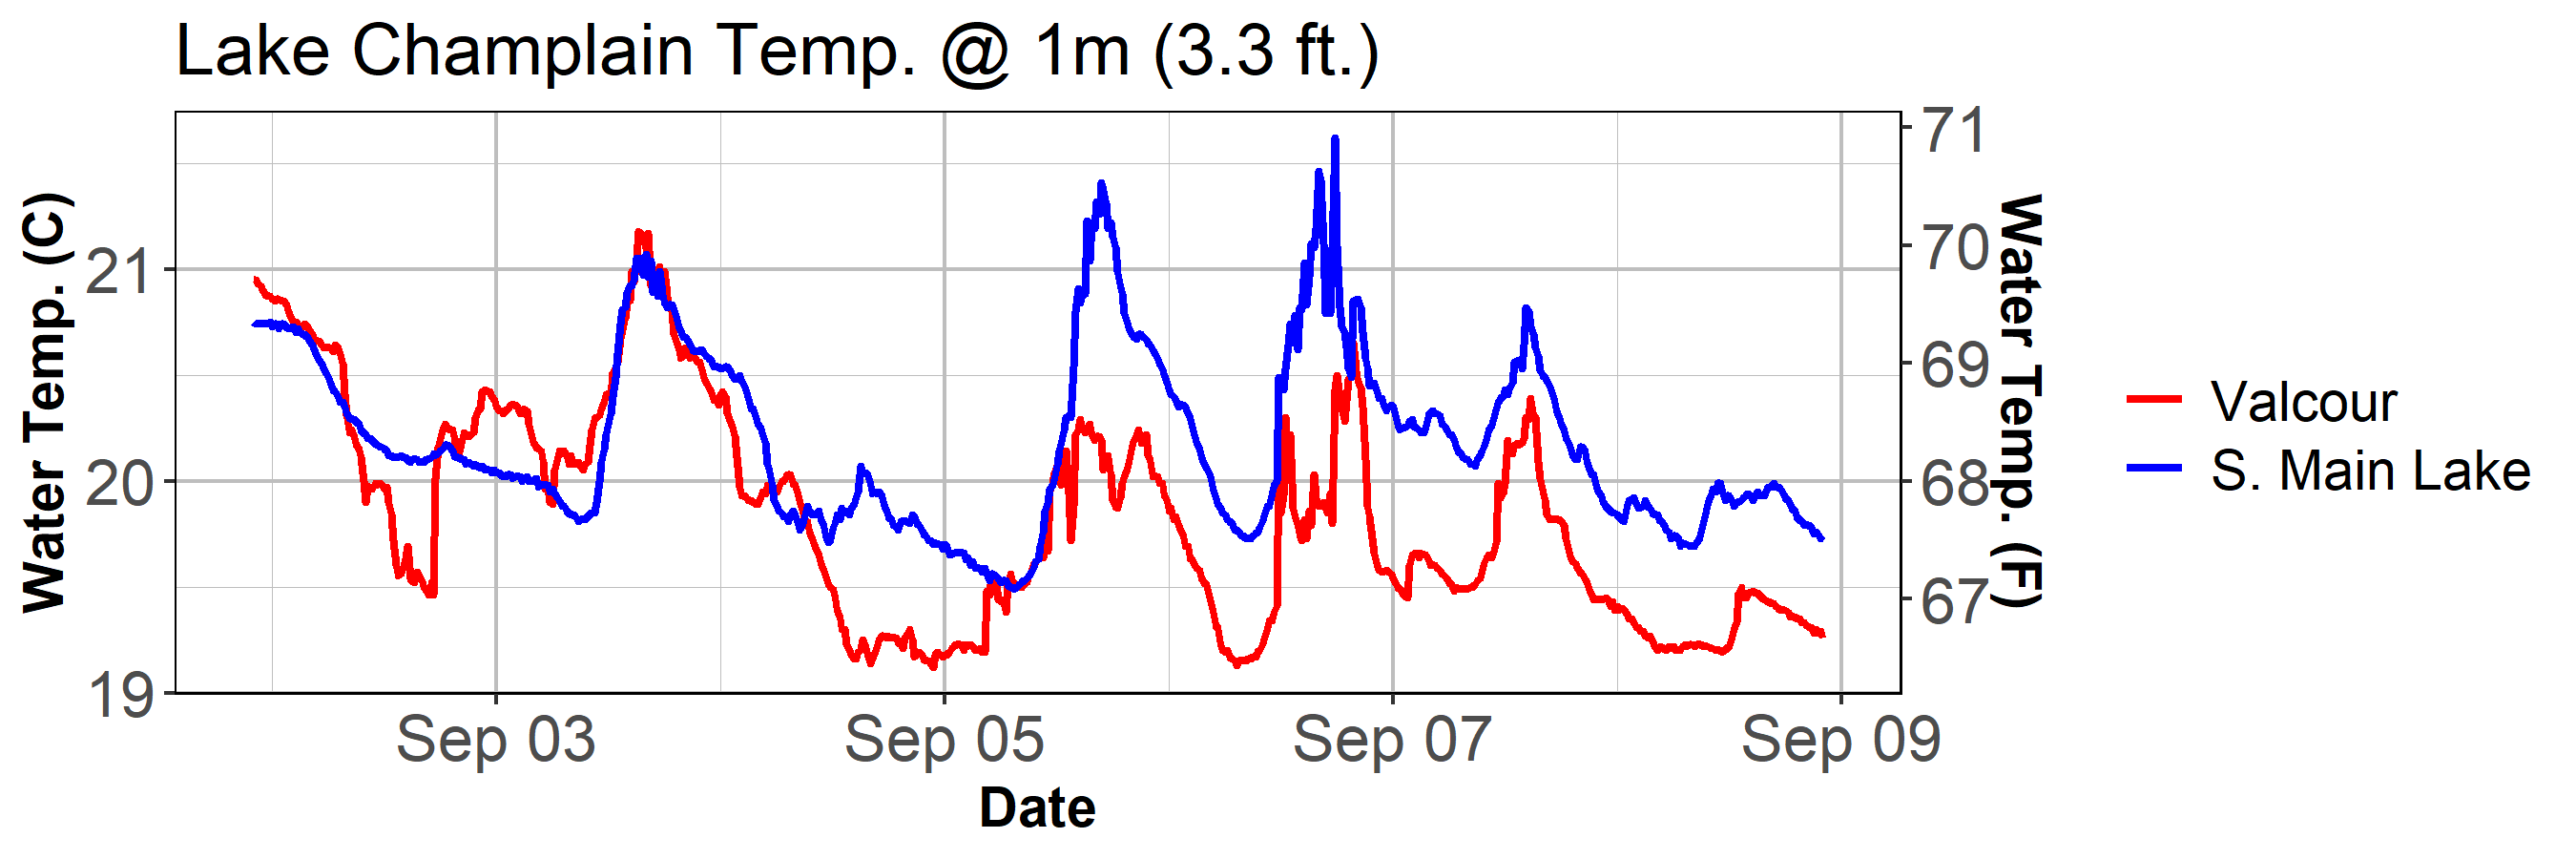 Lake Champlain Temp. @ 1m (3.3 ft.)
Water Temp. (C)
21
20
19
71
70
69
68
67
Water Temp. (F)
Sep 03
Sep 05
Sep 07
Sep 09
Date
Valcour
S. Main Lake